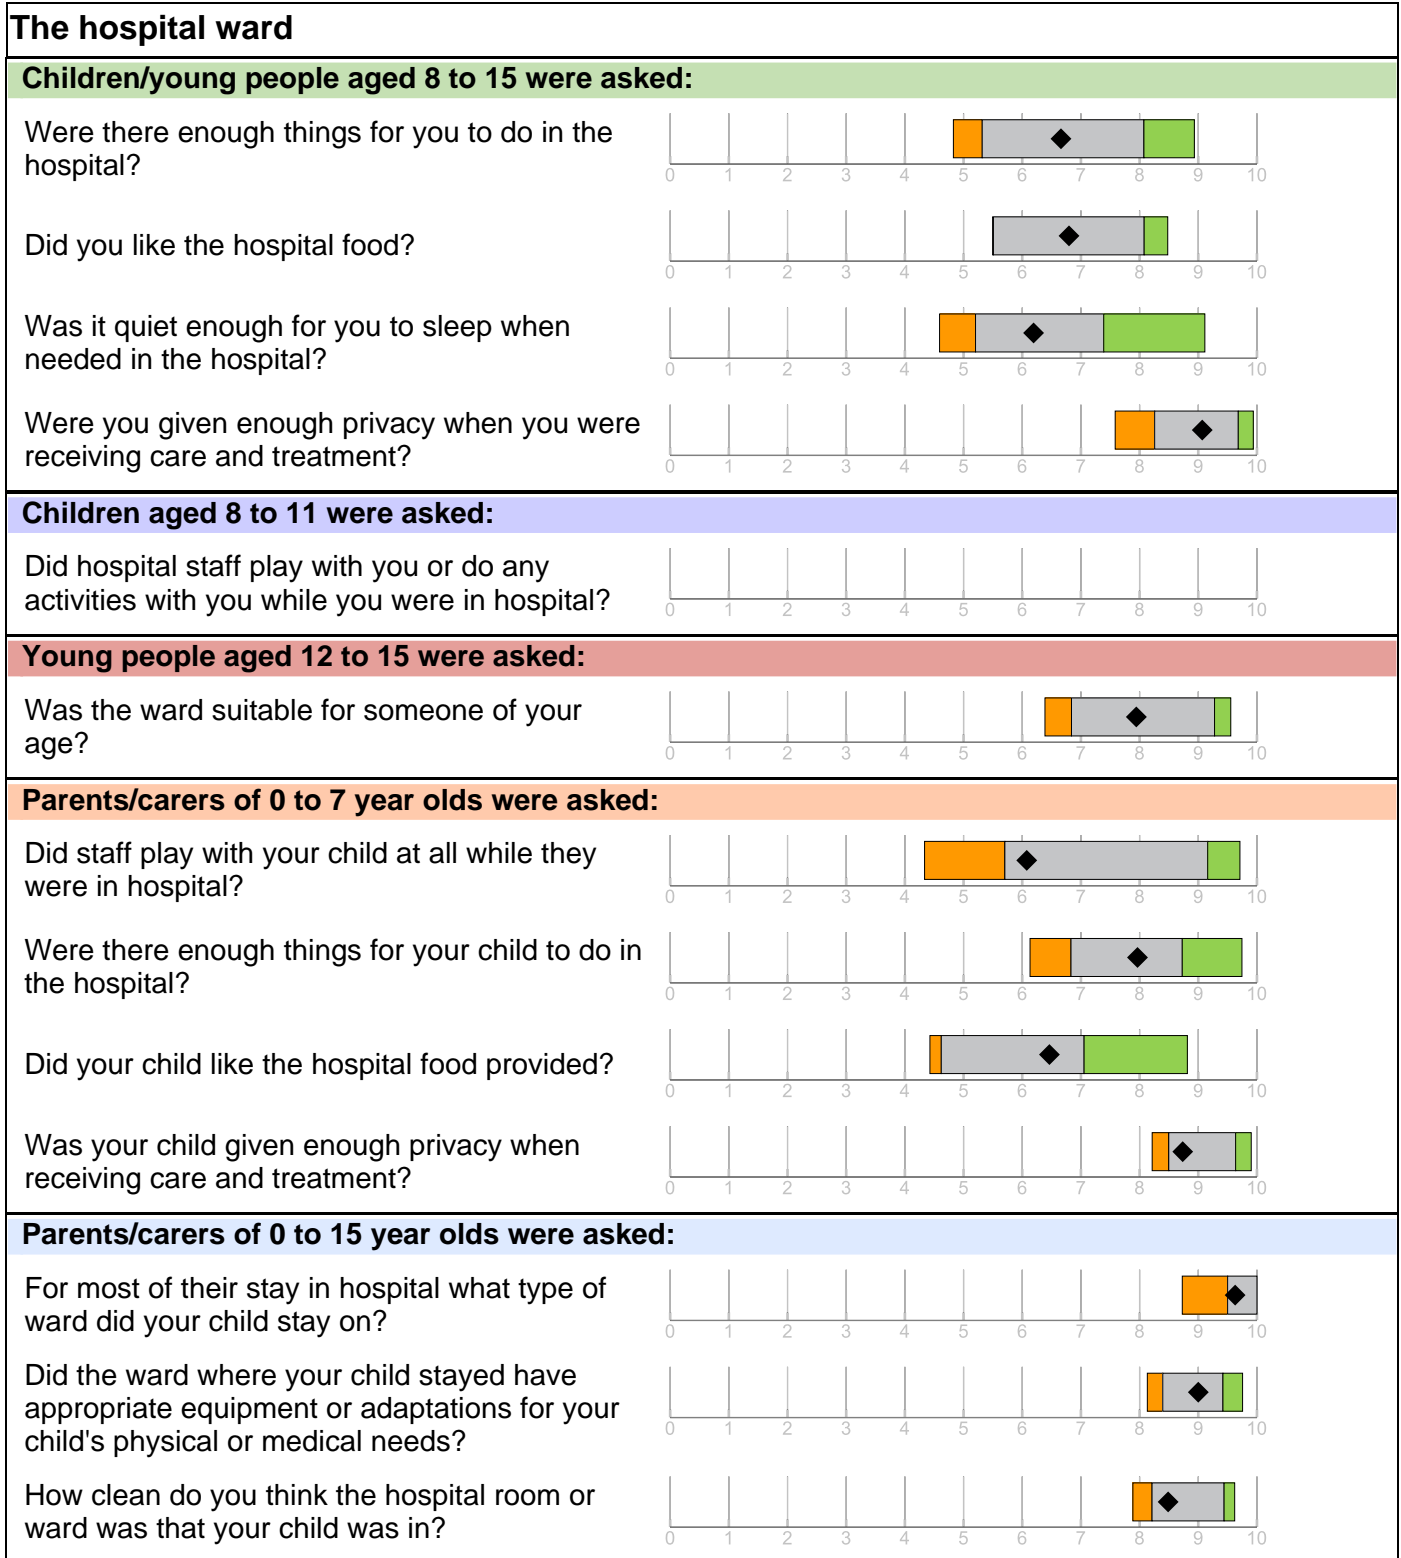 The hospital ward
Children/young people aged 8 to 15 were asked:
Were there enough things for you to do in the
hospital?
0 1 2 3 4 5 6 7 8 9 10
Did you like the hospital food?
0 1 2 3 4 5 6 7 8 9 10
Was it quiet enough for you to sleep when
needed in the hospital?
0 1 2 3 4 5 6 7 8 9 10
Were you given enough privacy when you were
receiving care and treatment?
0 1 2 3 4 5 6 7 8 9 10
Children aged 8 to 11 were asked:
Did hospital staff play with you or do any
activities with you while you were in hospital?
0 1 2 3 4 5 6 7 8 9 10
Young people aged 12 to 15 were asked:
Was the ward suitable for someone of your
age?
0 1 2 3 4 5 6 7 8 9 10
Parents/carers of 0 to 7 year olds were asked:
Did staff play with your child at all while they
were in hospital?
0 1 2 3 4 5 6 7 8 9 10
Were there enough things for your child to do in
the hospital?
0 1 2 3 4 5 6 7 8 9 10
Did your child like the hospital food provided?
0 1 2 3 4 5 6 7 8 9 10
Was your child given enough privacy when
receiving care and treatment?
0 1 2 3 4 5 6 7 8 9 10
Parents/carers of 0 to 15 year olds were asked:
For most of their stay in hospital what type of
ward did your child stay on?
0 1 2 3 4 5 6 7 8 9 10
Did the ward where your child stayed have
appropriate equipment or adaptations for your
child's physical or medical needs?
0 1 2 3 4 5 6 7 8 9 10
How clean do you think the hospital room or
ward was that your child was in?
0 1 2 3 4 5 6 7 8 9 10